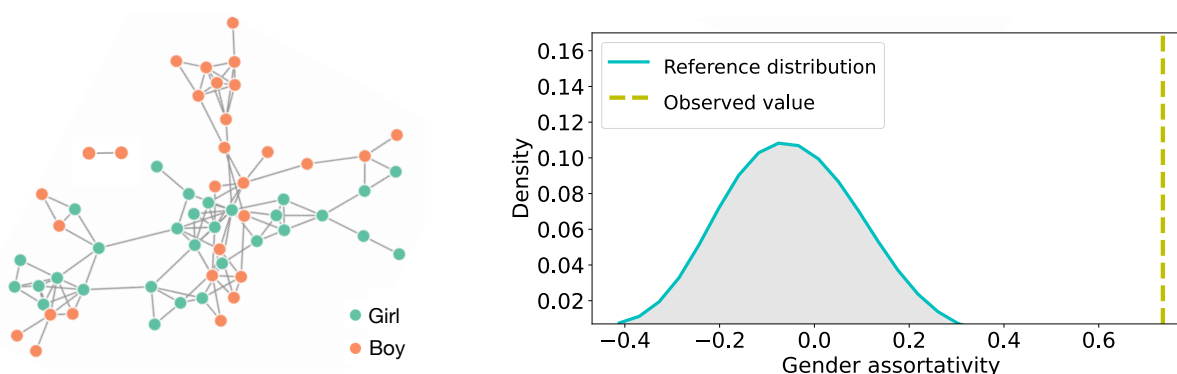 Girl
Boy
Reference distribution
Observed value
Density
0.16
0.14
0.12
0.10
0.08
0.06
0.04
0.02
−0.4 −0.2 0.0 0.2 0.4 0.6
Gender assortativity